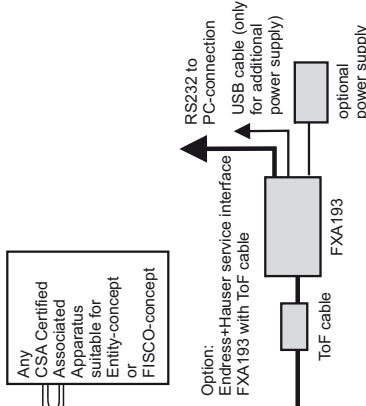 Any
CSA Certified
Associated
Apparatus
suitable for
Entity-concept
or
FISCO-concept
Option:
Endress+Hauser service interface
FXA193 with ToF cable
RS232 to
PC-connection
USB cable (only
for additional
power supply)
ToF cable
FXA193
optional
power supply